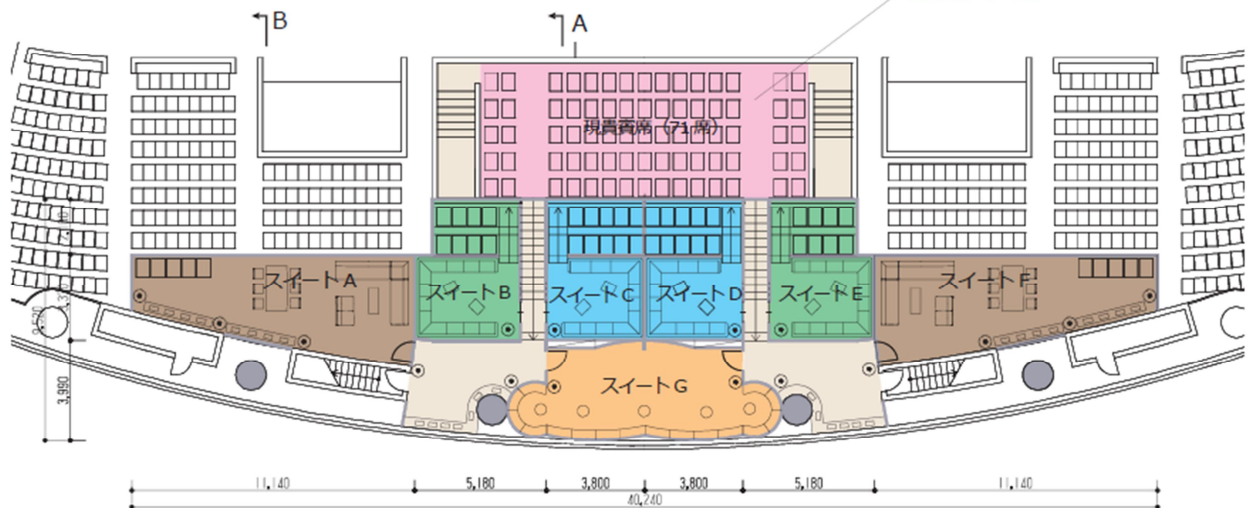 B
A
現貴賓席（71席）
スイートA
スイートB
スイートC
スイートD
スイートE
スイートF
スイートG
3,990
11,140
5,180
3,800
3,800
5,180
11,140
40,240